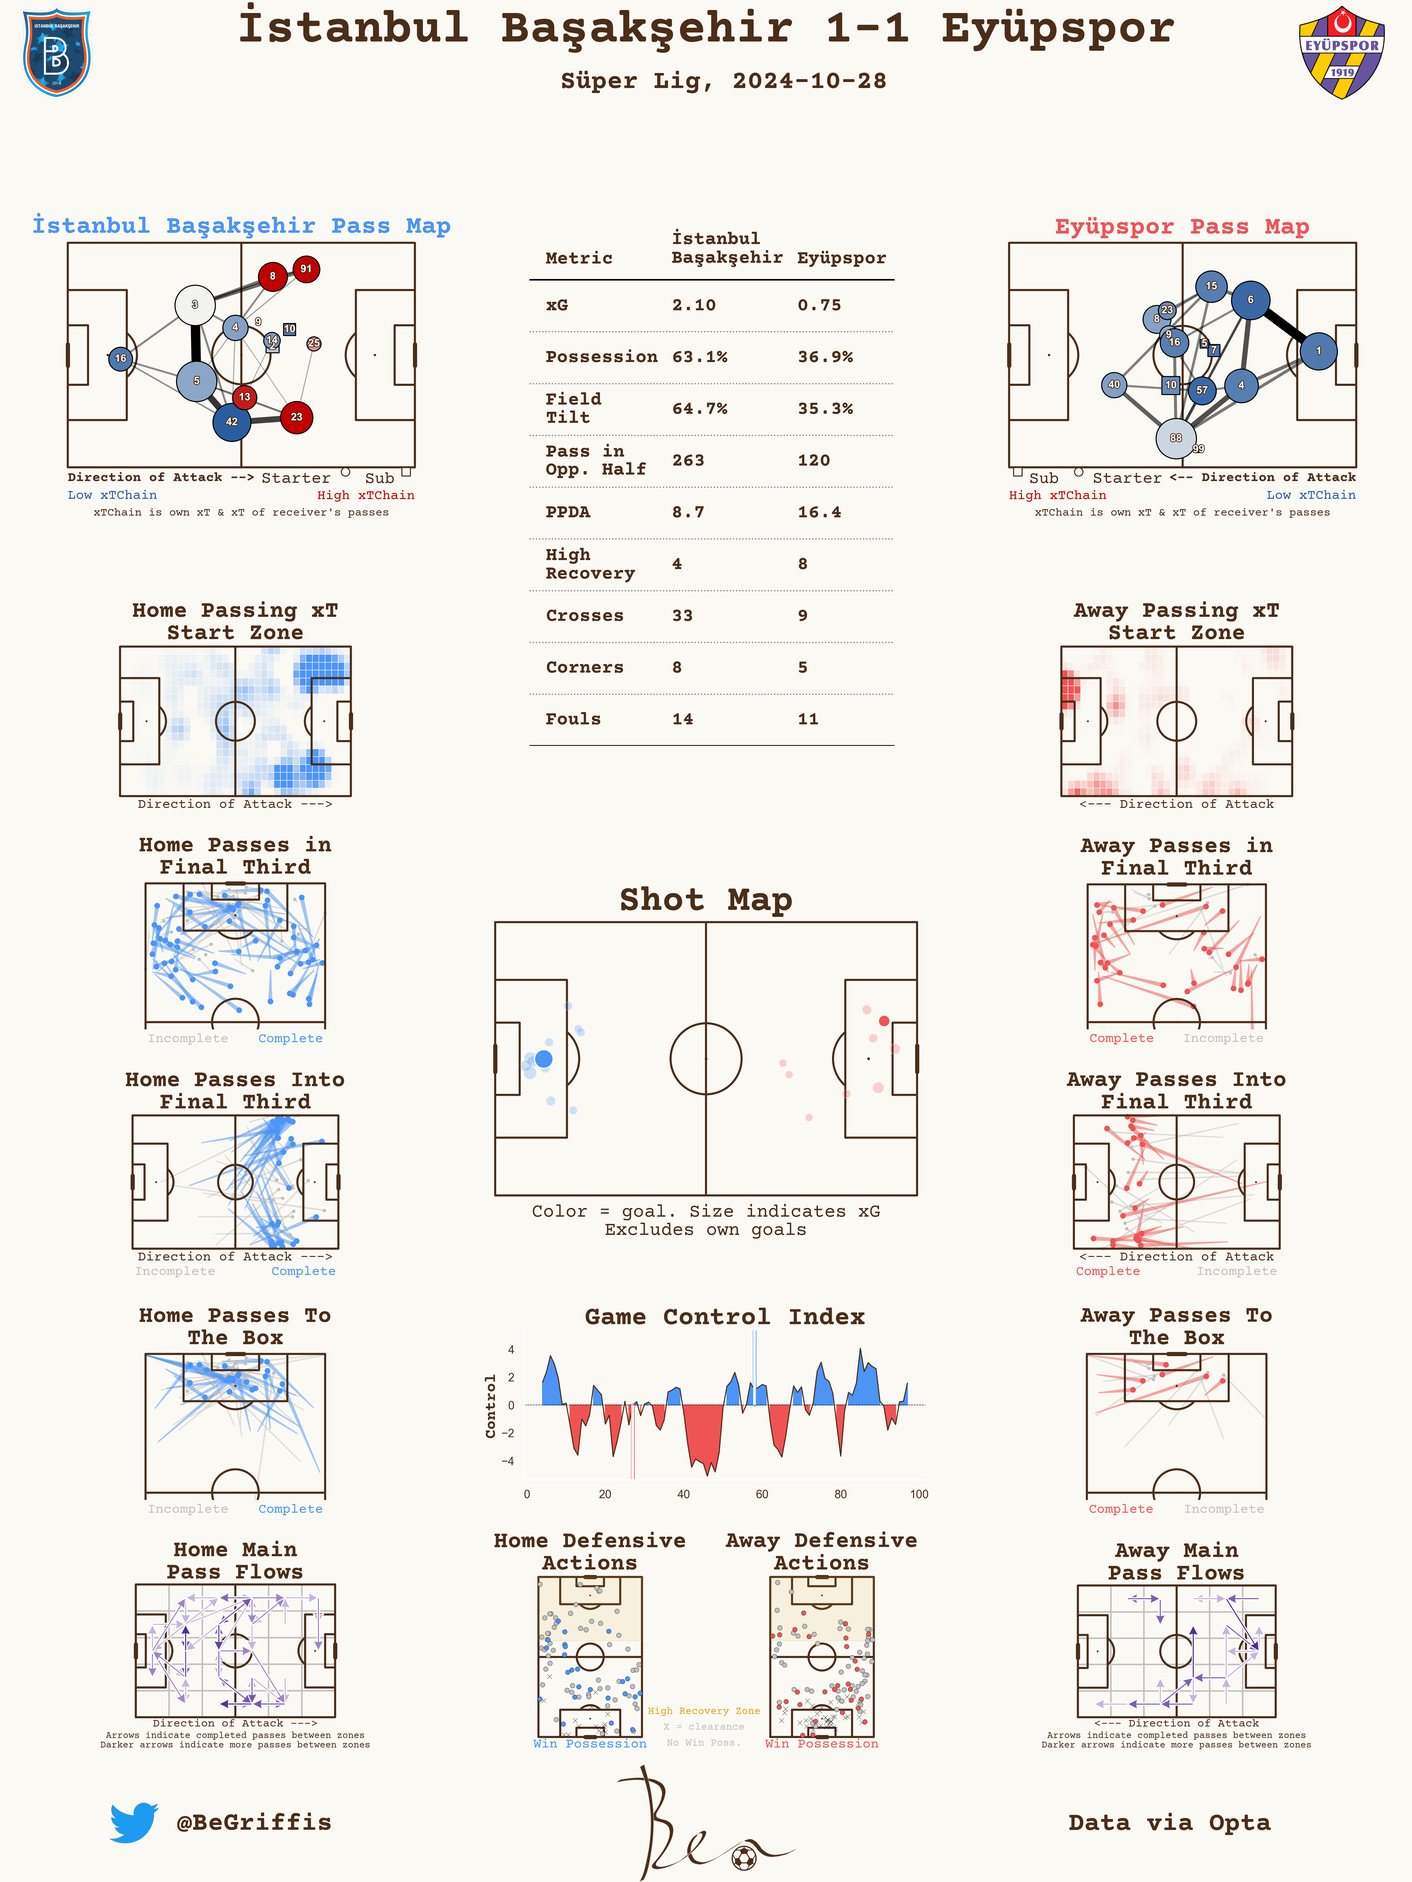 İstanbul Başakşehir 1-1 Eyüpspor
Süper Lig, 2024-10-28
İSTANBUL BAŞAKŞEHİR
EYÜPSPOR
1919
İstanbul Başakşehir Pass Map
8
91
3
4
9
10
14
25
16
5
13
42
23
Direction of Attack --> Starter Sub
Low xTChain High xTChain
xTChain is own xT & xT of receiver's passes
Metric İstanbul Başakşehir Eyüpspor
xG 2.10 0.75
Possession 63.1% 36.9%
Field Tilt 64.7% 35.3%
Pass in Opp. Half 263 120
PPDA 8.7 16.4
High Recovery 4 8
Crosses 33 9
Corners 8 5
Fouls 14 11
Eyüpspor Pass Map
15
6
23
8
9
16
5
7
1
40
10
57
4
88
99
Sub Starter <-- Direction of Attack
High xTChain Low xTChain
xTChain is own xT & xT of receiver's passes
Home Passing xT
Start Zone
Direction of Attack --->
Away Passing xT
Start Zone
<--- Direction of Attack
Home Passes in
Final Third
Incomplete Complete
Away Passes in
Final Third
Complete Incomplete
Shot Map
Color = goal. Size indicates xG
Excludes own goals
Home Passes Into
Final Third
Direction of Attack --->
Incomplete Complete
Away Passes Into
Final Third
<--- Direction of Attack
Complete Incomplete
Home Passes To
The Box
Incomplete Complete
Game Control Index
Control
4
2
0
−2
−4
0 20 40 60 80 100
Away Passes To
The Box
Complete Incomplete
Home Main
Pass Flows
Direction of Attack --->
Arrows indicate completed passes between zones
Darker arrows indicate more passes between zones
Home Defensive
Actions
Win Possession
High Recovery Zone
X = clearance
No Win Poss.
Away Defensive
Actions
Win Possession
Away Main
Pass Flows
<--- Direction of Attack
Arrows indicate completed passes between zones
Darker arrows indicate more passes between zones
@BeGriffis
Ben
Data via Opta